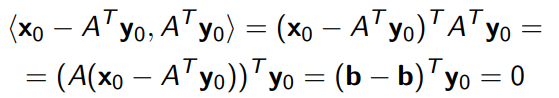 ⟨x₀ − Aᵀy₀, Aᵀy₀⟩ = (x₀ − Aᵀy₀)ᵀAᵀy₀ =
= (A(x₀ − Aᵀy₀))ᵀy₀ = (b − b)ᵀy₀ = 0